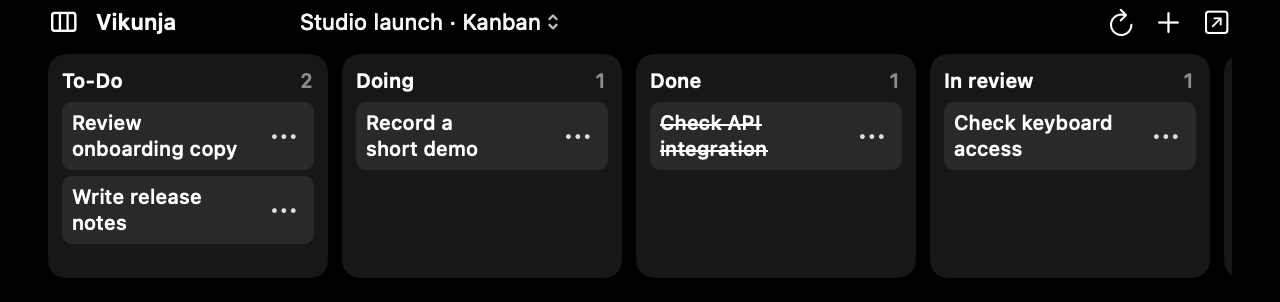 Vikunja
Studio launch · Kanban
To-Do 2
Review
onboarding copy
Write release
notes
Doing 1
Record a
short demo
Done 1
Check API
integration
In review 1
Check keyboard
access